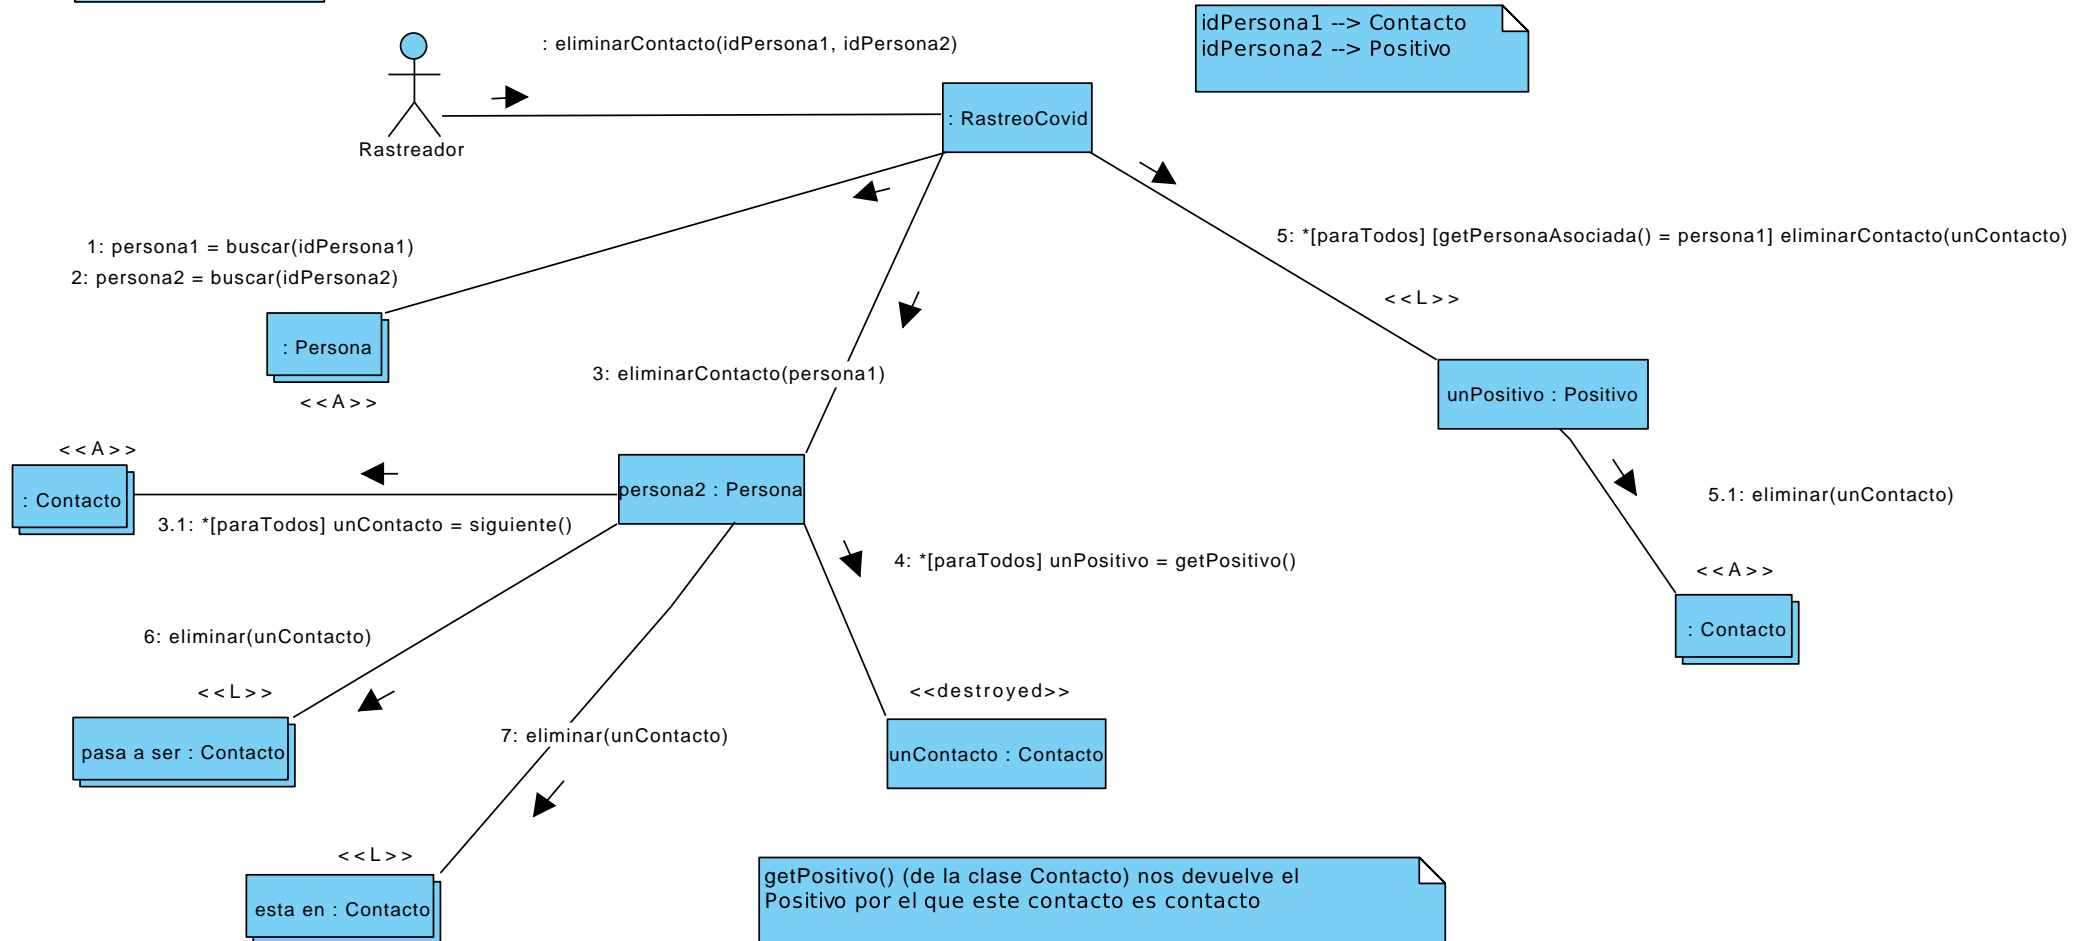 : eliminarContacto(idPersona1, idPersona2)
idPersona1 --> Contacto
idPersona2 --> Positivo
: RastreoCovid
Rastreador
1: persona1 = buscar(idPersona1)
2: persona2 = buscar(idPersona2)
5: *[paraTodos] [getPersonaAsociada() = persona1] eliminarContacto(unContacto)
<<L>>
: Persona
<<A>>
3: eliminarContacto(persona1)
unPositivo : Positivo
<<A>>
: Contacto
persona2 : Persona
3.1: *[paraTodos] unContacto = siguiente()
5.1: eliminar(unContacto)
4: *[paraTodos] unPositivo = getPositivo()
<<A>>
: Contacto
6: eliminar(unContacto)
<<L>>
pasa a ser : Contacto
7: eliminar(unContacto)
<<destroyed>>
unContacto : Contacto
<<L>>
esta en : Contacto
getPositivo() (de la clase Contacto) nos devuelve el
Positivo por el que este contacto es contacto